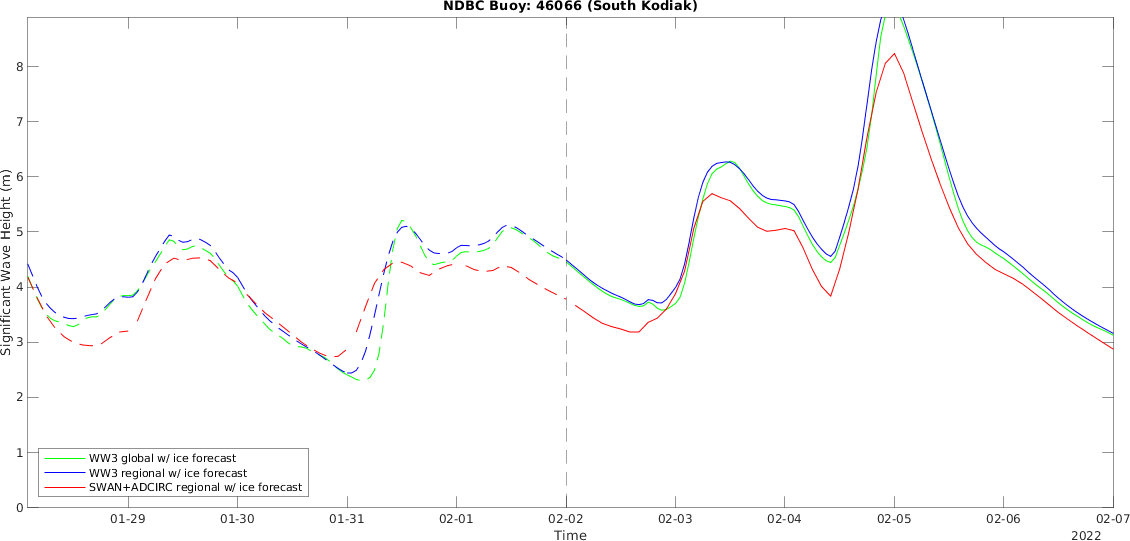 NDBC Buoy: 46066 (South Kodiak)
Significant Wave Height (m)
8
7
6
5
4
3
2
1
0
WW3 global w/ ice forecast
WW3 regional w/ ice forecast
SWAN+ADCIRC regional w/ ice forecast
01-29 01-30 01-31 02-01 02-02 02-03 02-04 02-05 02-06 02-07
Time
2022